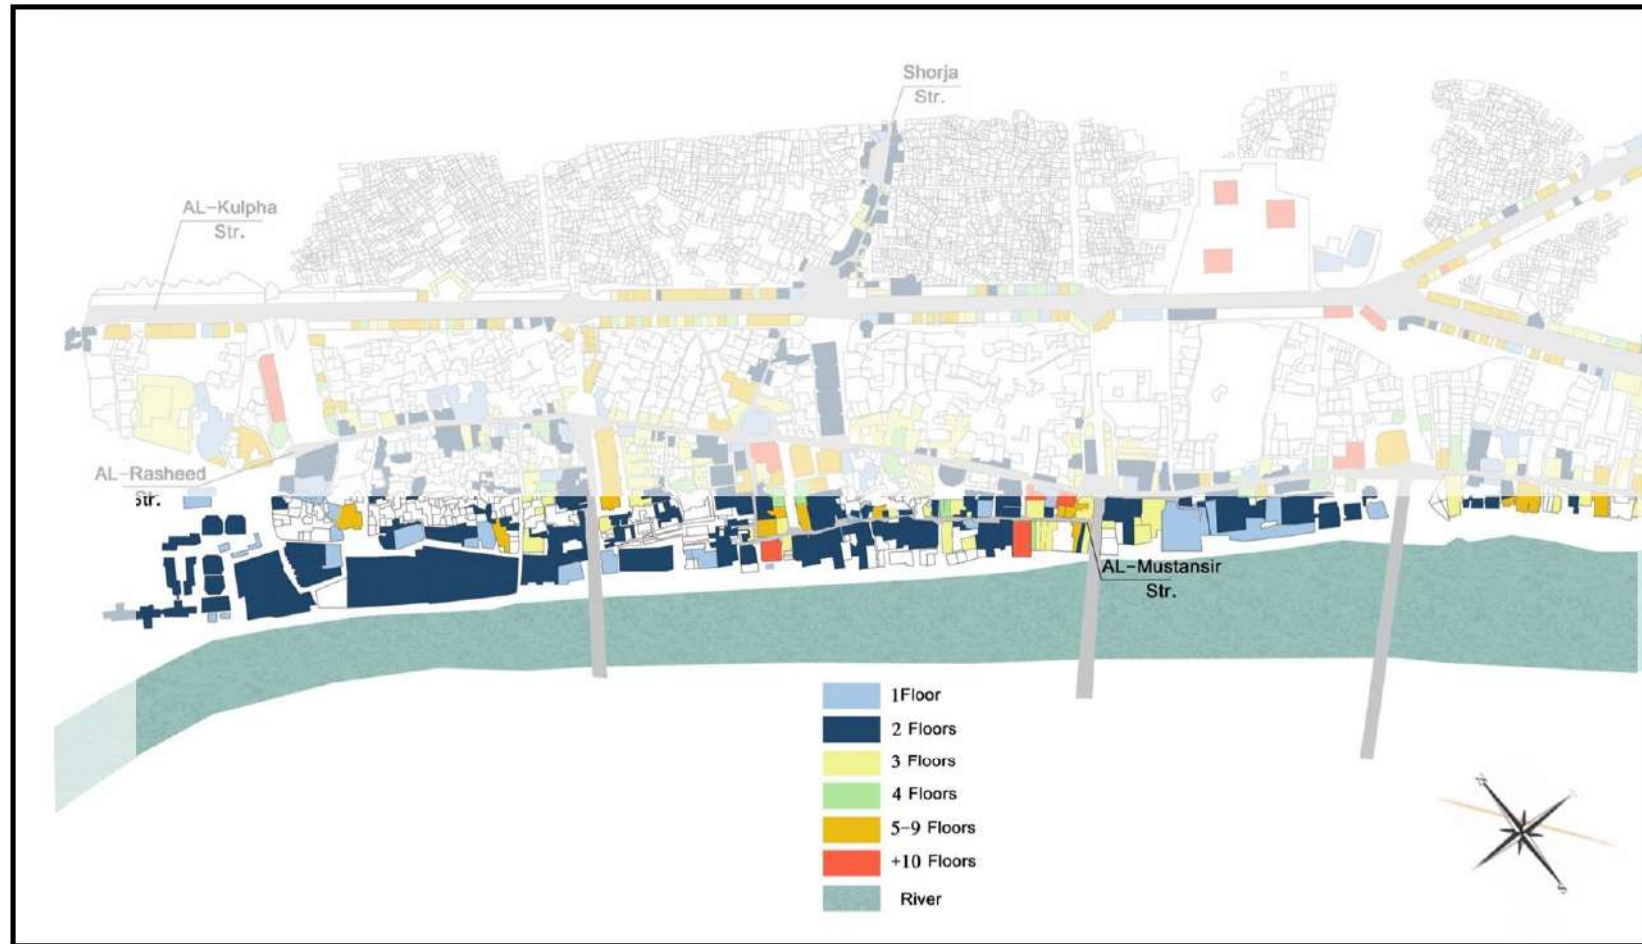 Shorja
Str.
AL-Kulpha
Str.
AL-Rasheed
Str.
AL-Mustansir
Str.
1Floor
2 Floors
3 Floors
4 Floors
5-9 Floors
+10 Floors
River